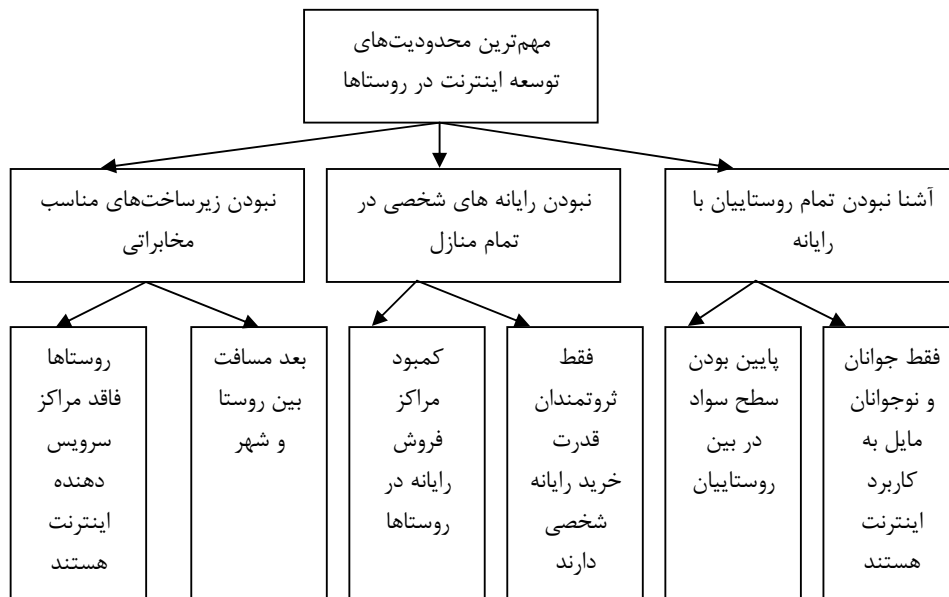 مهم‌ترین محدودیت‌های
توسعه اینترنت در روستاها
آشنا نبودن تمام روستاییان با
رایانه
نبودن رایانه های شخصی در
تمام منازل
نبودن زیرساخت‌های مناسب
مخابراتی
فقط جوانان
و نوجوانان
مایل به
کاربرد
اینترنت
هستند
پایین بودن
سطح سواد
در بین
روستاییان
فقط
ثروتمندان
قدرت
خرید رایانه
شخصی
دارند
کمبود
مراکز
فروش
رایانه در
روستاها
بعد مسافت
بین روستا
و شهر
روستاها
فاقد مراکز
سرویس
دهنده
اینترنت
هستند